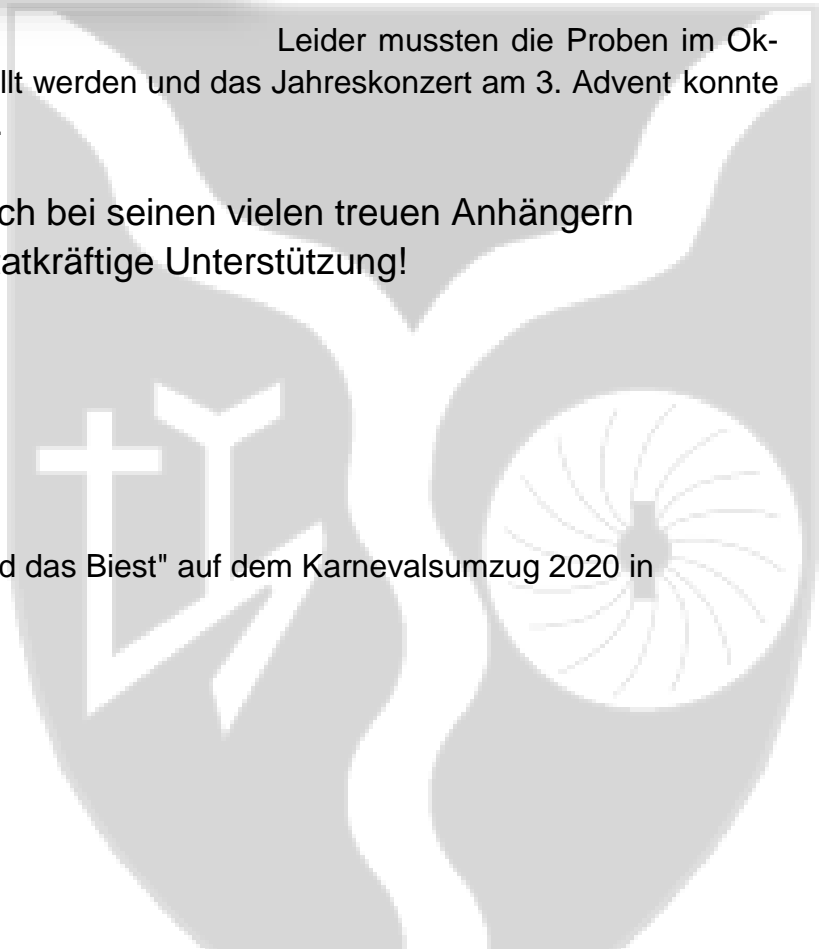 Leider mussten die Proben im Ok-
llt werden und das Jahreskonzert am 3. Advent konnte
ch bei seinen vielen treuen Anhängern
atkräftige Unterstützung!
d das Biest" auf dem Karnevalsumzug 2020 in